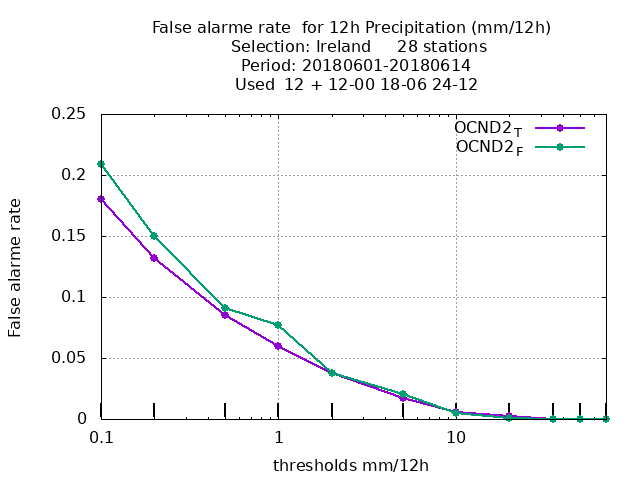 False alarme rate  for 12h Precipitation (mm/12h)
Selection: Ireland     28 stations
Period: 20180601-20180614
Used  12 + 12-00 18-06 24-12
0.25
0.2
0.15
0.1
0.05
0
False alarme rate
OCND2T
OCND2F
0.1
1
10
thresholds mm/12h